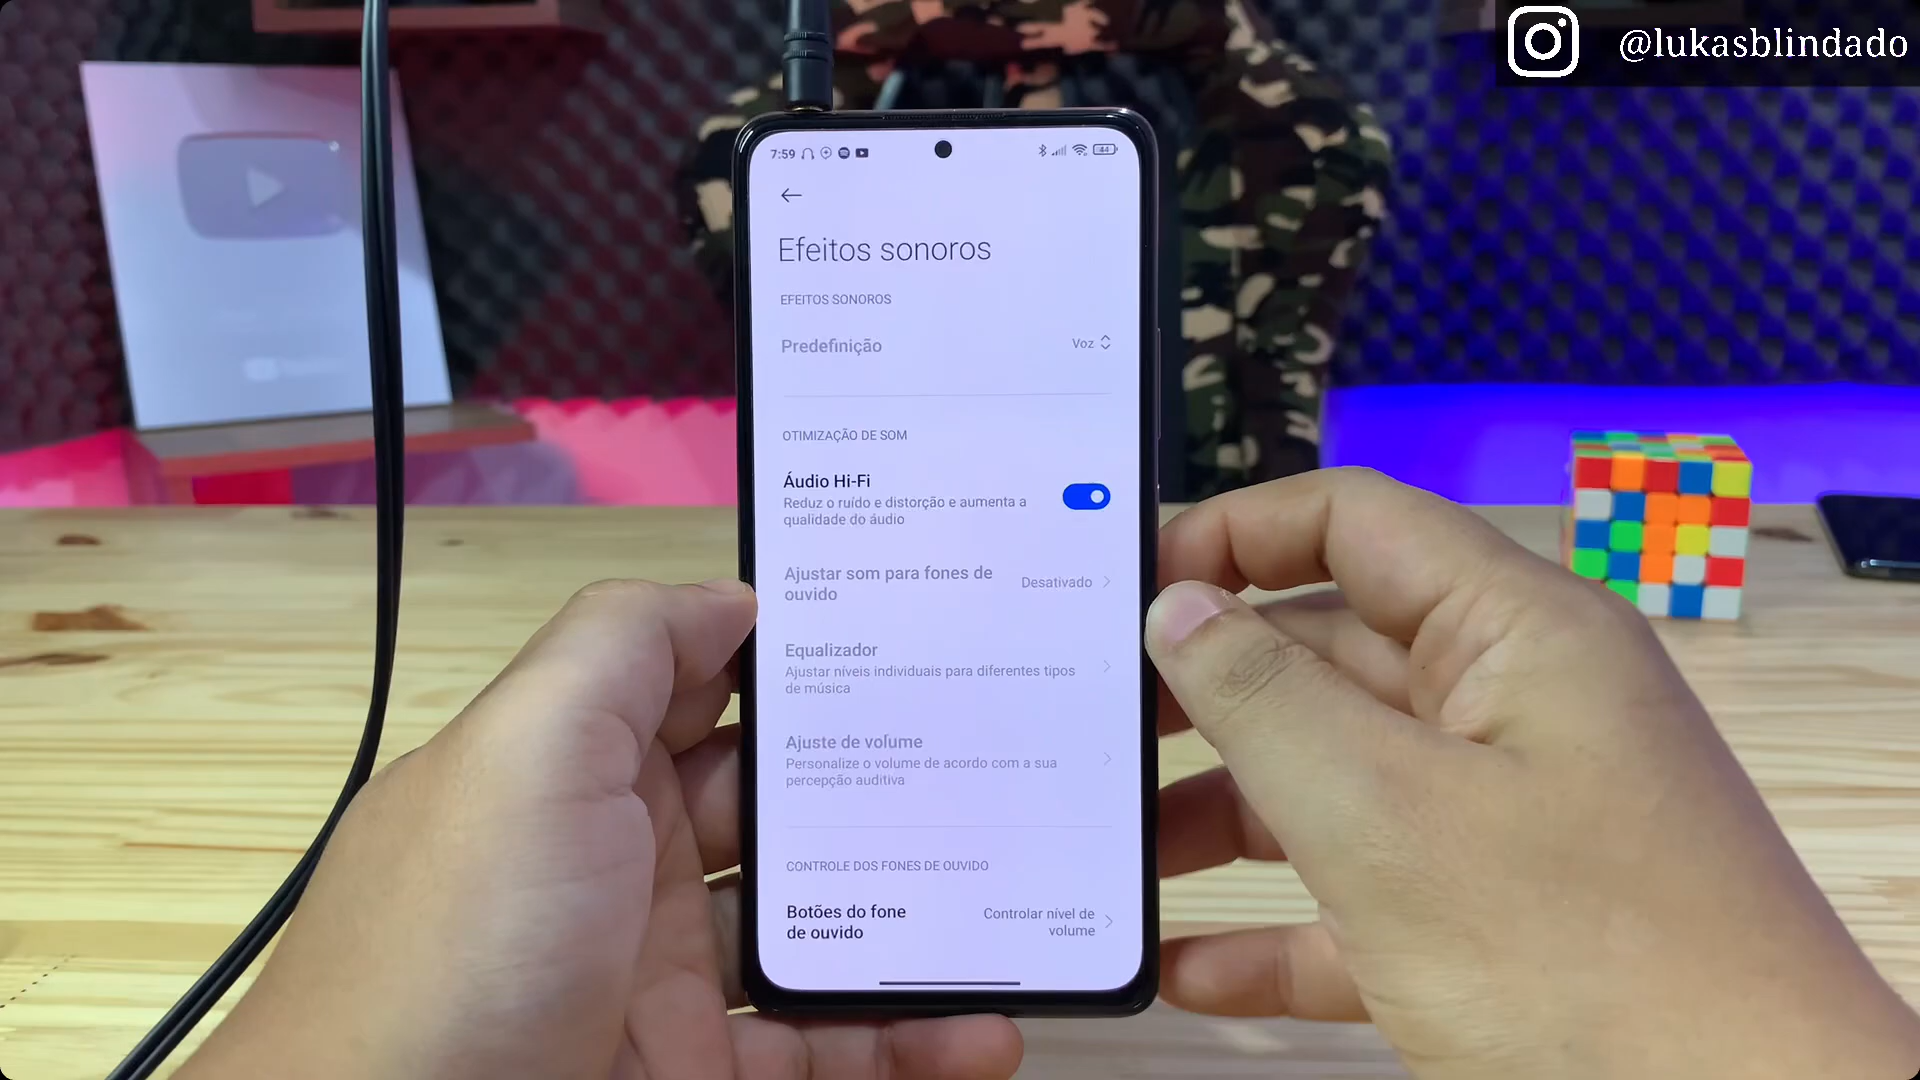 @lukasblindado
7:59
44
Efeitos sonoros
EFEITOS SONOROS
Predefinição
Voz
OTIMIZAÇÃO DE SOM
Áudio Hi-Fi
Reduz o ruído e distorção e aumenta a
qualidade do áudio
Ajustar som para fones de
ouvido
Desativado
Equalizador
Ajustar níveis individuais para diferentes tipos
de música
Ajuste de volume
Personalize o volume de acordo com a sua
percepção auditiva
CONTROLE DOS FONES DE OUVIDO
Botões do fone
de ouvido
Controlar nível de
volume